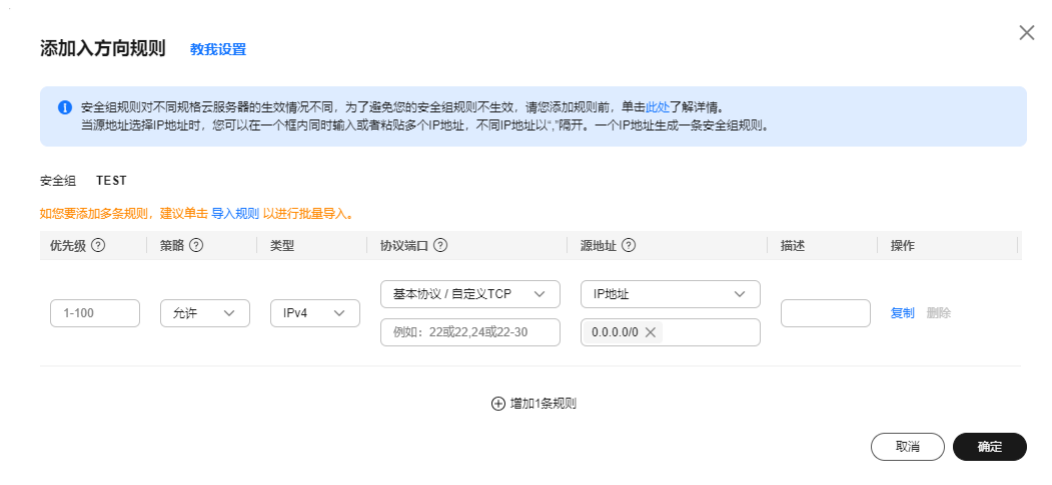 添加入方向规则 教我设置
安全组规则对不同规格云服务器的生效情况不同，为了避免您的安全组规则不生效，请您添加规则前，单击此处了解详情。
当源地址选择IP地址时，您可以在一个框内同时输入或者粘贴多个IP地址，不同IP地址以“,”隔开。一个IP地址生成一条安全组规则。
安全组 TEST
如您要添加多条规则，建议单击 导入规则 以进行批量导入。
优先级 策略 类型 协议端口 源地址 描述 操作
基本协议 / 自定义TCP IP地址
1-100 允许 IPv4 复制 删除
例如：22或22,24或22-30 0.0.0.0/0
增加1条规则
取消 确定